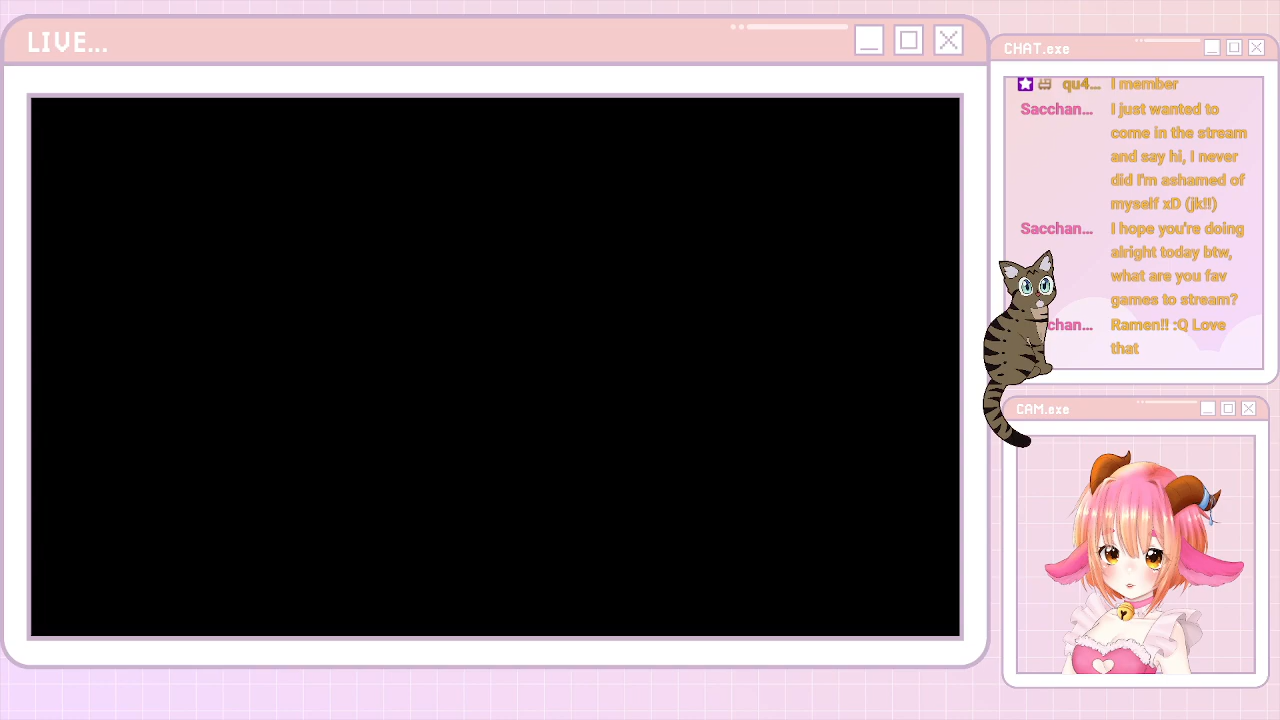 LIVE...
CHAT.exe
qu4... I member
Sacchan... I just wanted to
come in the stream
and say hi, I never
did I'm ashamed of
myself xD (jk!!)
Sacchan... I hope you're doing
alright today btw,
what are you fav
games to stream?
chan... Ramen!! :Q Love
that
CAM.exe